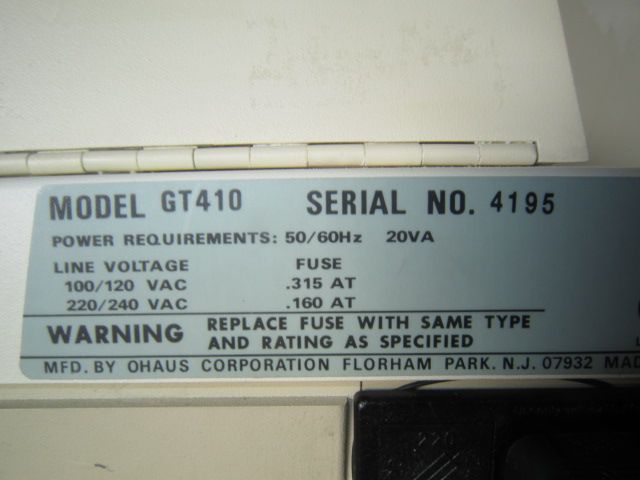 MODEL GT410 SERIAL NO. 4195
POWER REQUIREMENTS: 50/60Hz 20VA
LINE VOLTAGE FUSE
100/120 VAC .315 AT
220/240 VAC .160 AT
WARNING REPLACE FUSE WITH SAME TYPE
AND RATING AS SPECIFIED
MFD. BY OHAUS CORPORATION FLORHAM PARK. N.J. 07932 MAD
220